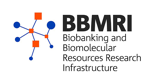 BBMRI
Biobanking and
Biomolecular
Resources Research
Infrastructure